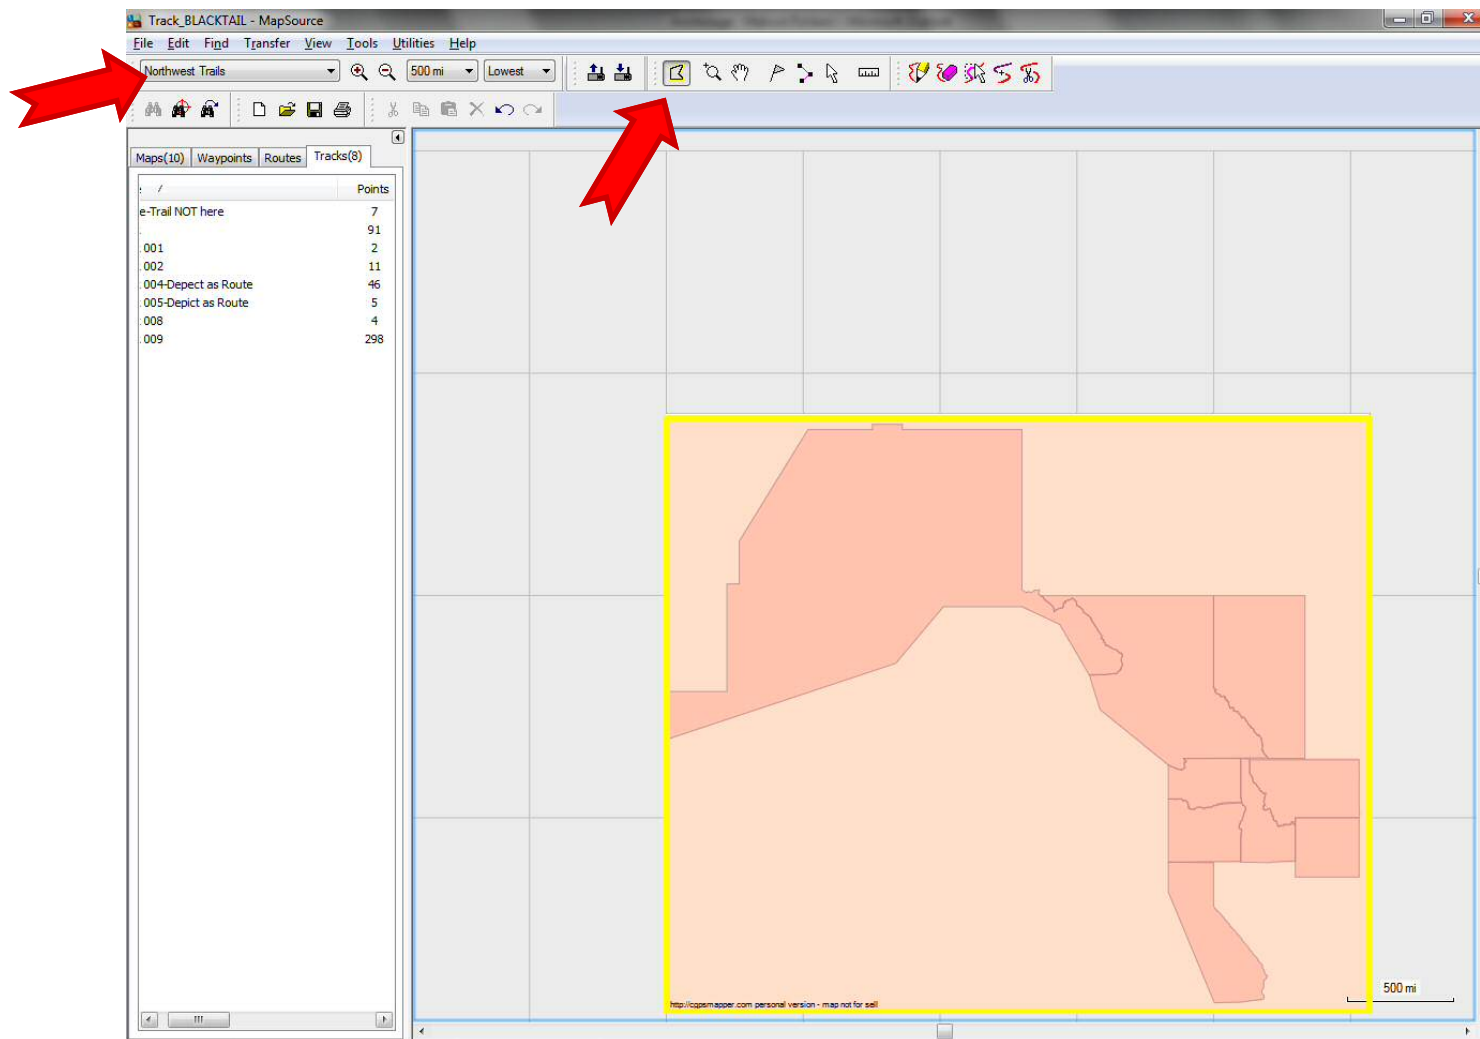 Track_BLACKTAIL - MapSource
File Edit Find Transfer View Tools Utilities Help
Northwest Trails 500 mi Lowest
Maps(10) Waypoints Routes Tracks(8)
Points
e-Trail NOT here 7
91
001 2
002 11
004-Depect as Route 46
005-Depict as Route 5
008 4
009 298
500 mi
http://cgpsmapper.com personal version - map not for sell